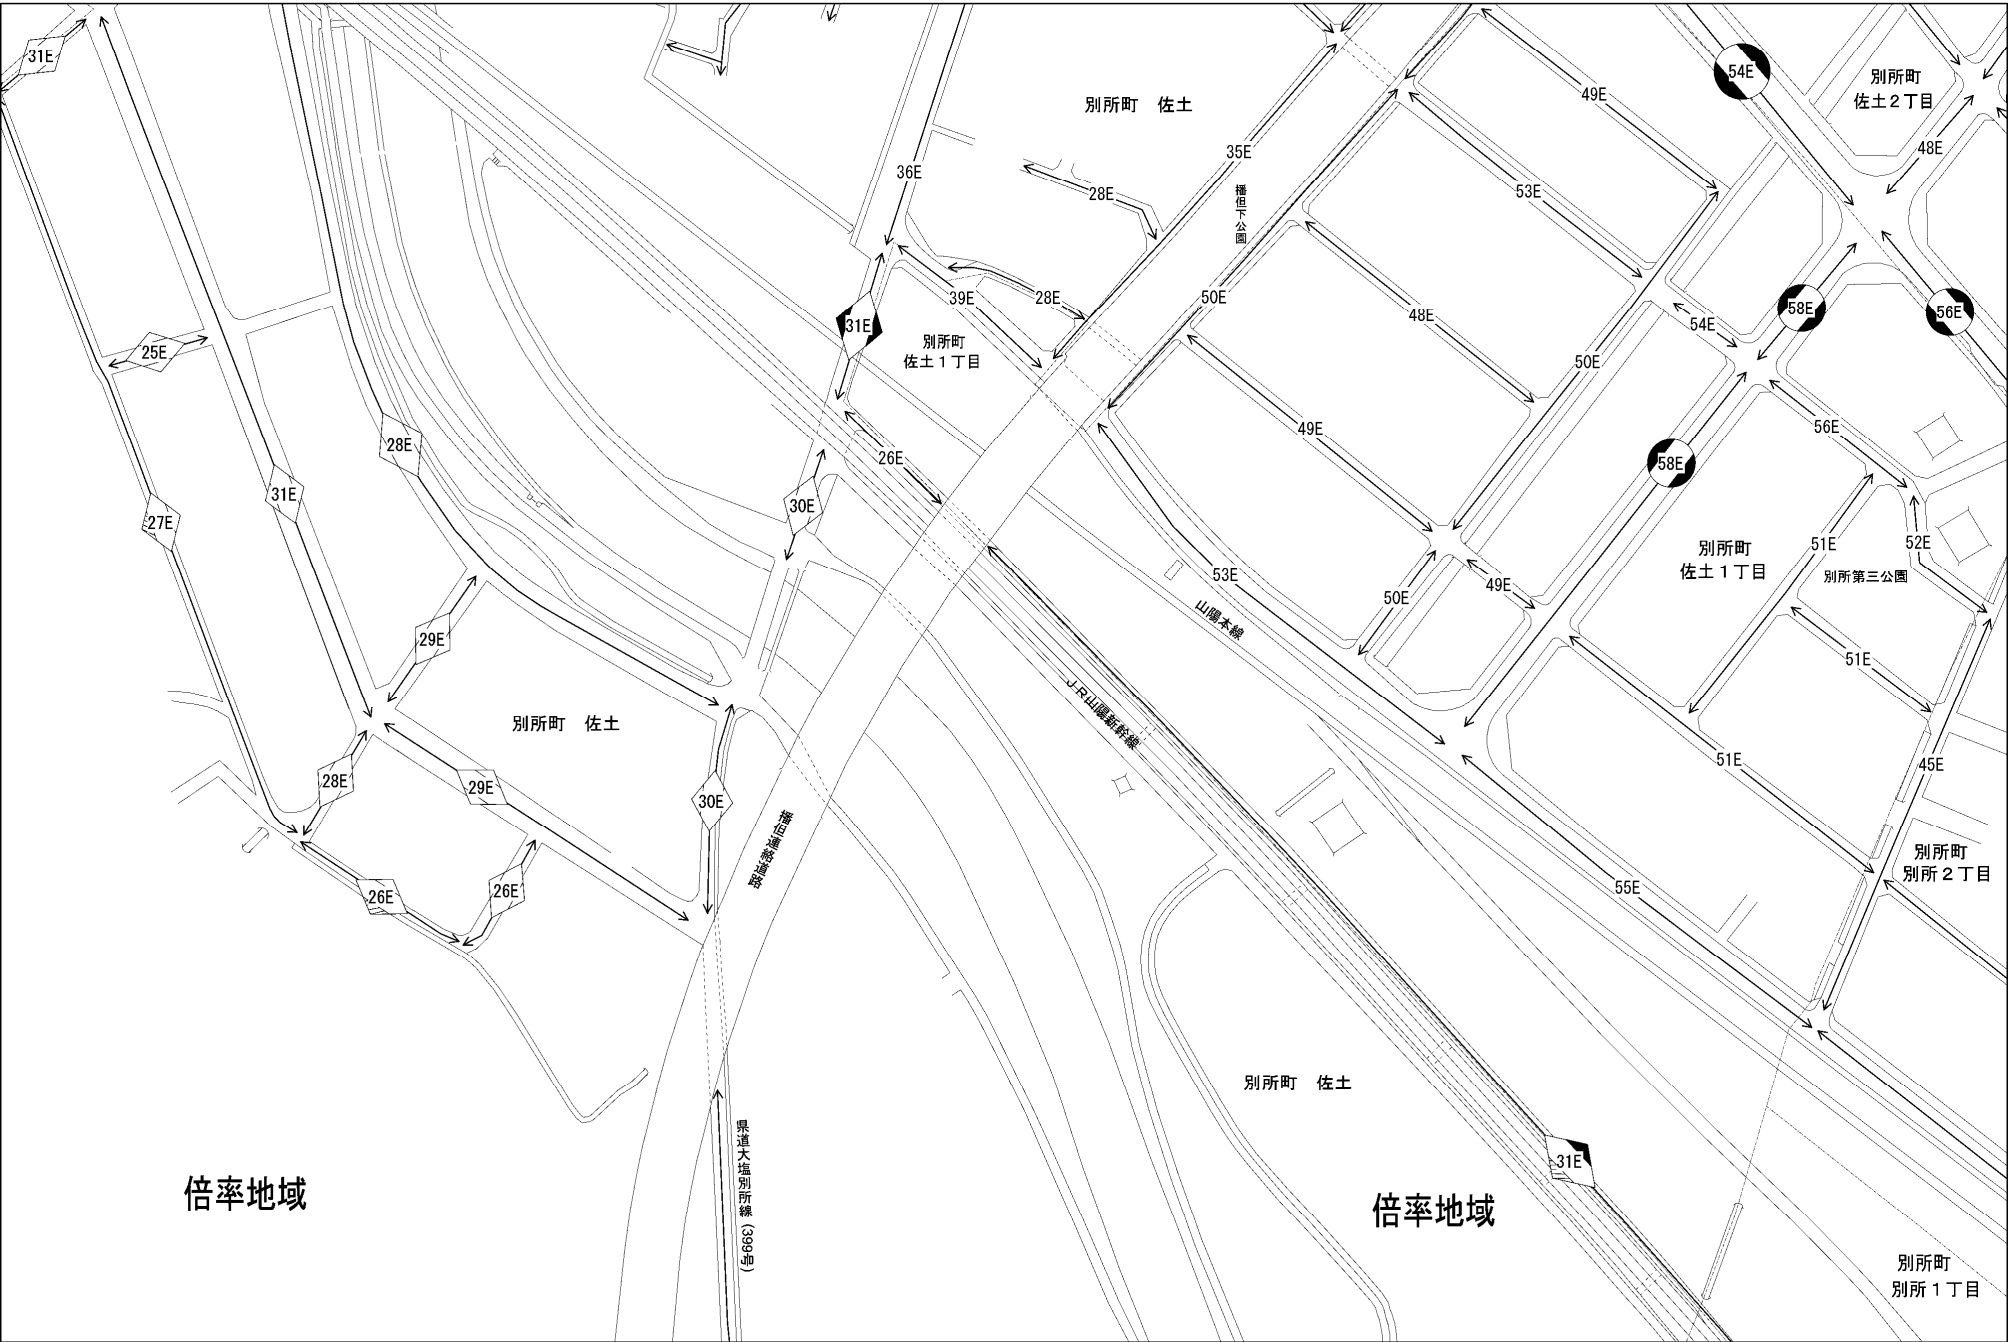 31E
54E
別所町
佐土2丁目
49E
別所町 佐土
48E
35E
36E
28E
53E
播但下公園
39E
28E
50E
58E
56E
31E
48E
54E
別所町
佐土1丁目
25E
50E
28E
49E
56E
26E
58E
31E
30E
27E
51E
52E
別所町
佐土1丁目
別所第三公園
53E
49E
50E
山陽本線
29E
51E
JR山陽新幹線
別所町 佐土
51E
45E
28E
29E
30E
播但連絡道路
別所町
別所2丁目
26E
26E
55E
別所町 佐土
県道大塩別所線(399号)
31E
倍率地域
倍率地域
別所町
別所1丁目